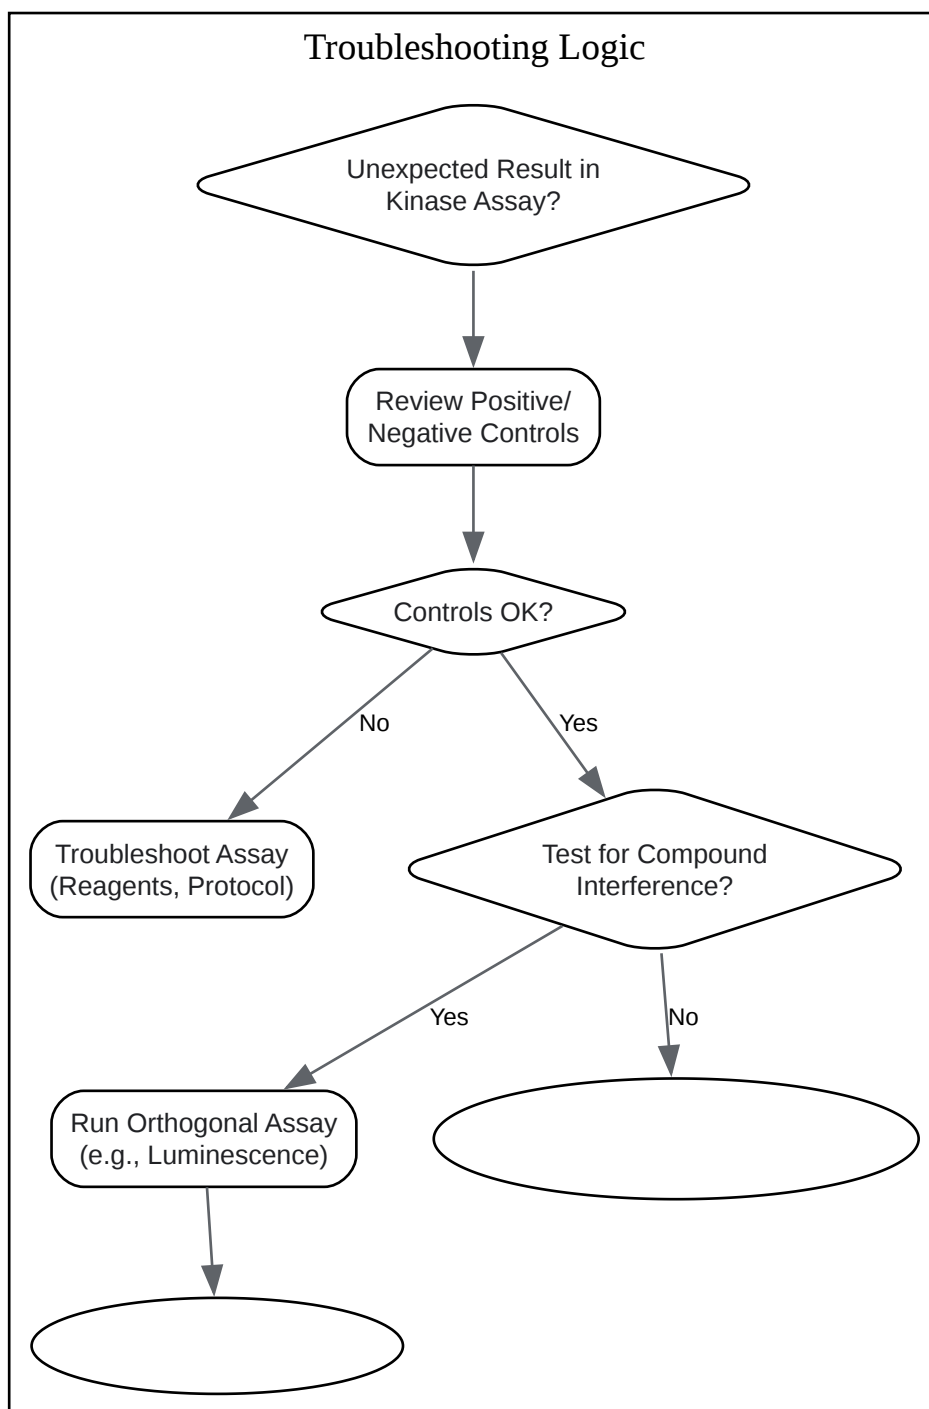 Troubleshooting Logic
Unexpected Result in
Kinase Assay?
Review Positive/
Negative Controls
Controls OK?
No
Yes
Troubleshoot Assay
(Reagents, Protocol)
Test for Compound
Interference?
Yes
No
Run Orthogonal Assay
(e.g., Luminescence)